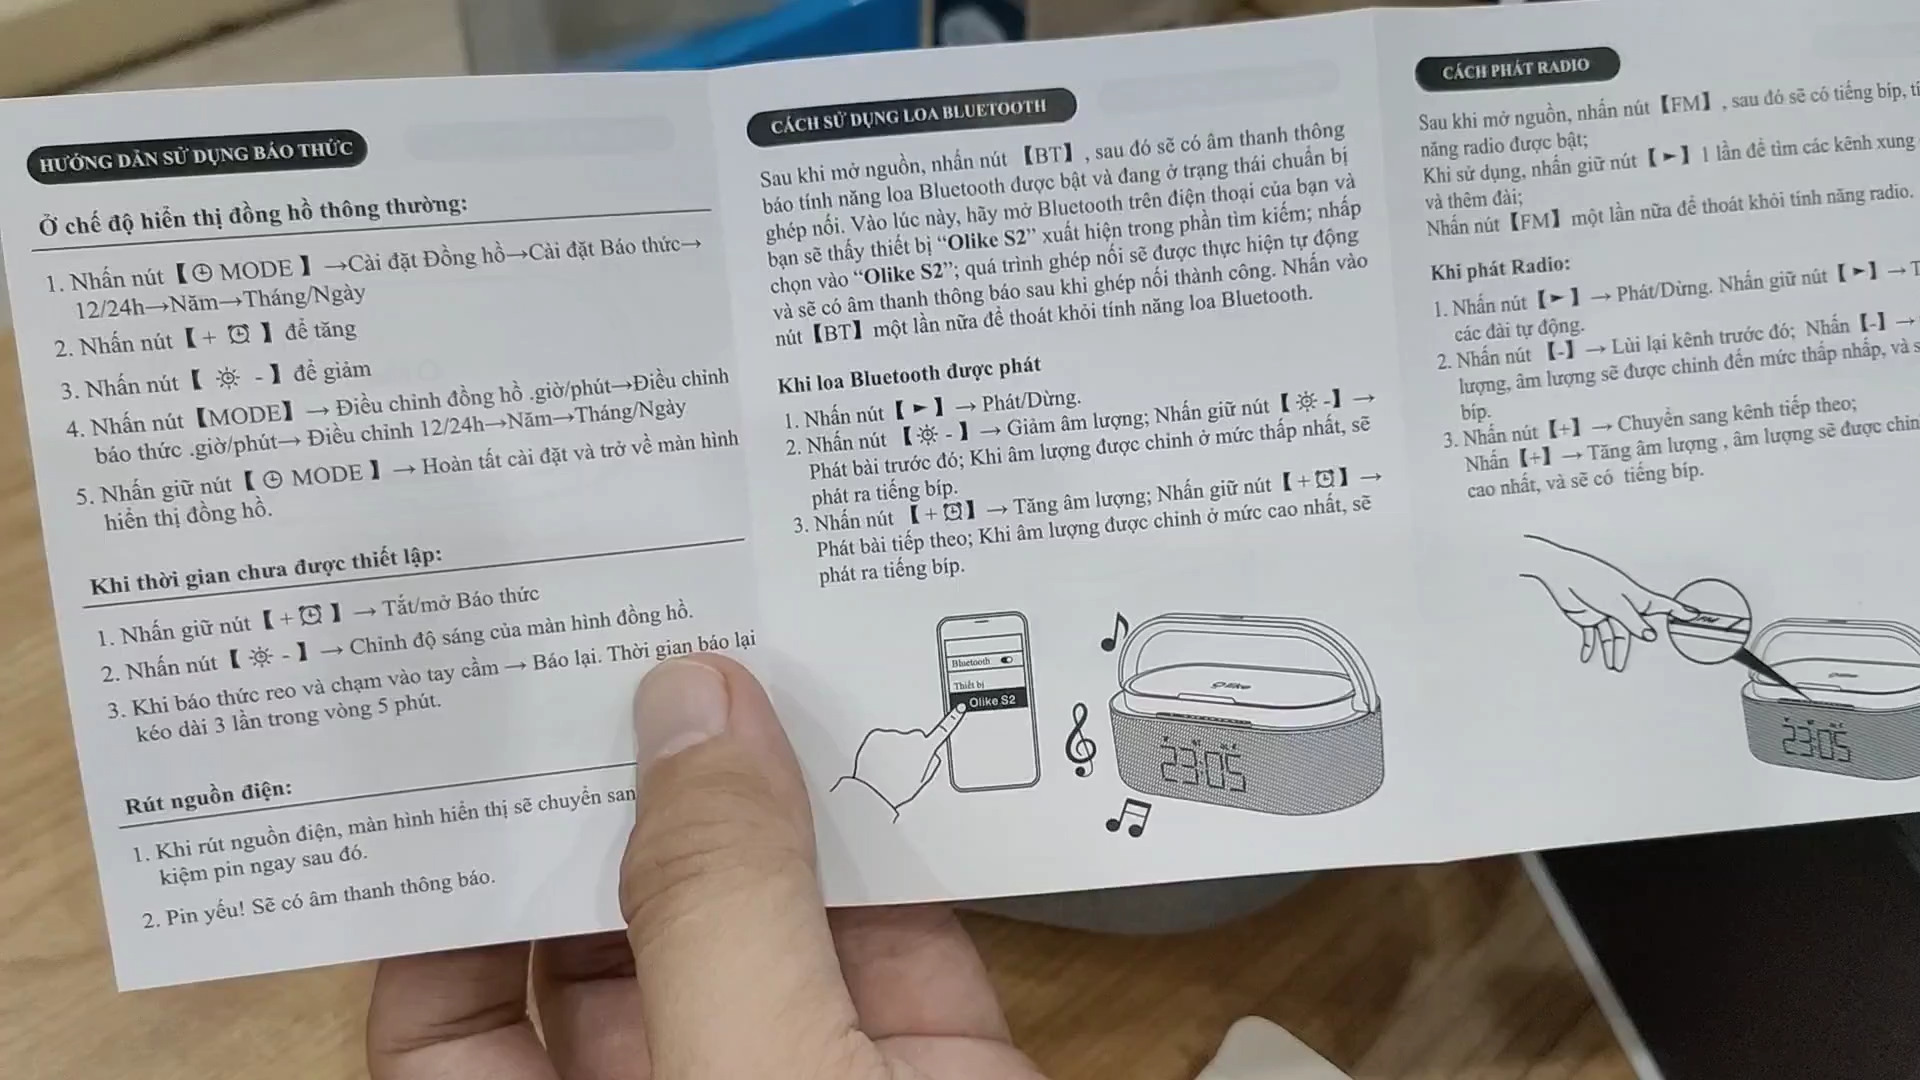 HƯỚNG DẪN SỬ DỤNG BÁO THỨC
Ở chế độ hiển thị đồng hồ thông thường:
1. Nhấn nút【 MODE 】→Cài đặt Đồng hồ→Cài đặt Báo thức→
12/24h→Năm→Tháng/Ngày
2. Nhấn nút【 + 】để tăng
3. Nhấn nút【 - 】để giảm
4. Nhấn nút【MODE】→ Điều chỉnh đồng hồ .giờ/phút→Điều chỉnh
báo thức .giờ/phút→ Điều chỉnh 12/24h→Năm→Tháng/Ngày
5. Nhấn giữ nút【 MODE 】→ Hoàn tất cài đặt và trở về màn hình
hiển thị đồng hồ.
Khi thời gian chưa được thiết lập:
1. Nhấn giữ nút【 + 】→ Tắt/mở Báo thức
2. Nhấn nút【 - 】→ Chỉnh độ sáng của màn hình đồng hồ.
3. Khi báo thức reo và chạm vào tay cầm → Báo lại. Thời gian báo lại
kéo dài 3 lần trong vòng 5 phút.
Rút nguồn điện:
1. Khi rút nguồn điện, màn hình hiển thị sẽ chuyển
kiệm pin ngay sau đó.
2. Pin yếu! Sẽ có âm thanh thông báo.
CÁCH SỬ DỤNG LOA BLUETOOTH
Sau khi mở nguồn, nhấn nút【BT】, sau đó sẽ có âm thanh thông
báo tính năng loa Bluetooth được bật và đang ở trạng thái chuẩn bị
ghép nối. Vào lúc này, hãy mở Bluetooth trên điện thoại của bạn và
bạn sẽ thấy thiết bị “Olike S2” xuất hiện trong phần tìm kiếm; nhấp
chọn vào “Olike S2”; quá trình ghép nối sẽ được thực hiện tự động
và sẽ có âm thanh thông báo sau khi ghép nối thành công. Nhấn vào
nút【BT】một lần nữa để thoát khỏi tính năng loa Bluetooth.
Khi loa Bluetooth được phát
1. Nhấn nút【►】→ Phát/Dừng.
2. Nhấn nút【 - 】→ Giảm âm lượng; Nhấn giữ nút【 -】→
Phát bài trước đó; Khi âm lượng được chỉnh ở mức thấp nhất, sẽ
phát ra tiếng bíp.
3. Nhấn nút【+ 】→ Tăng âm lượng; Nhấn giữ nút【+ 】→
Phát bài tiếp theo; Khi âm lượng được chỉnh ở mức cao nhất, sẽ
phát ra tiếng bíp.
Bluetooth
Thiết bị
Olike S2
Olike
23:05
CÁCH PHÁT RADIO
Sau khi mở nguồn, nhấn nút【FM】, sau đó sẽ có tiếng bíp,
năng radio được bật;
Khi sử dụng, nhấn giữ nút【►】1 lần để tìm các kênh xung
và thêm đài;
Nhấn nút【FM】một lần nữa để thoát khỏi tính năng radio.
Khi phát Radio:
1. Nhấn nút【►】→ Phát/Dừng. Nhấn giữ nút【►】→
các đài tự động.
2. Nhấn nút【-】→ Lùi lại kênh trước đó; Nhấn【-】→
lượng, âm lượng sẽ được chỉnh đến mức thấp nhấp, và
bíp.
3. Nhấn nút【+】→ Chuyển sang kênh tiếp theo;
Nhấn【+】→ Tăng âm lượng , âm lượng sẽ được
cao nhất, và sẽ có tiếng bíp.
FM
23:05